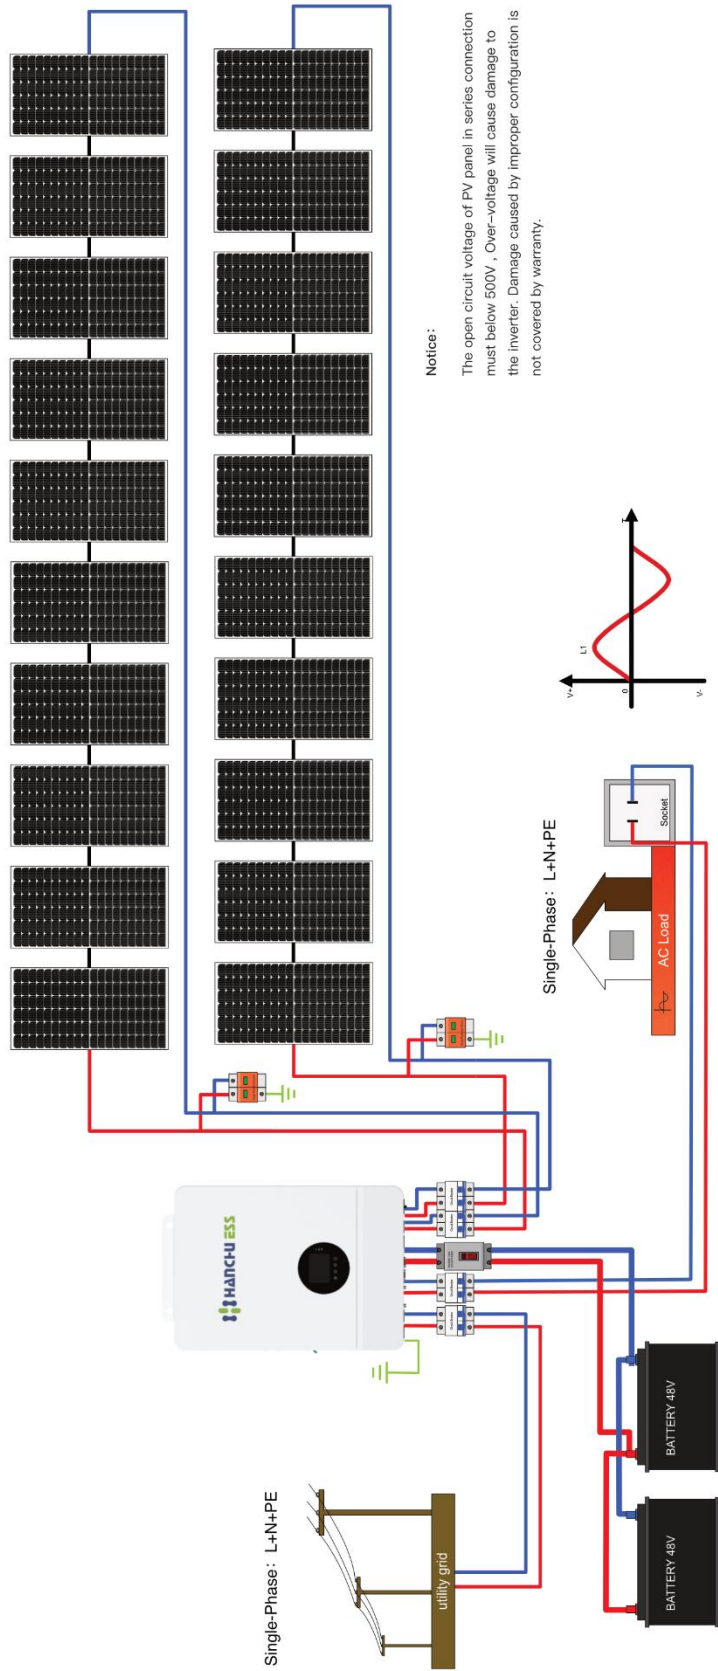 Single-Phase: L+N+PE
utility grid
HANCHU ESS
BATTERY 48V
BATTERY 48V
Single-Phase: L+N+PE
AC Load
Socket
V+
L1
0
V-
Notice:
The open circuit voltage of PV panel in series connection
must below 500V , Over-voltage will cause damage to
the inverter. Damage caused by improper configuration is
not covered by warranty.